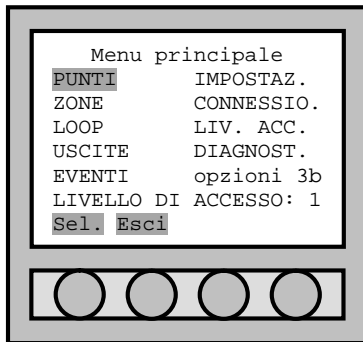 Menu principale
PUNTI IMPOSTAZ.
ZONE CONNESSIO.
LOOP LIV. ACC.
USCITE DIAGNOST.
EVENTI opzioni 3b
LIVELLO DI ACCESSO: 1
Sel. Esci